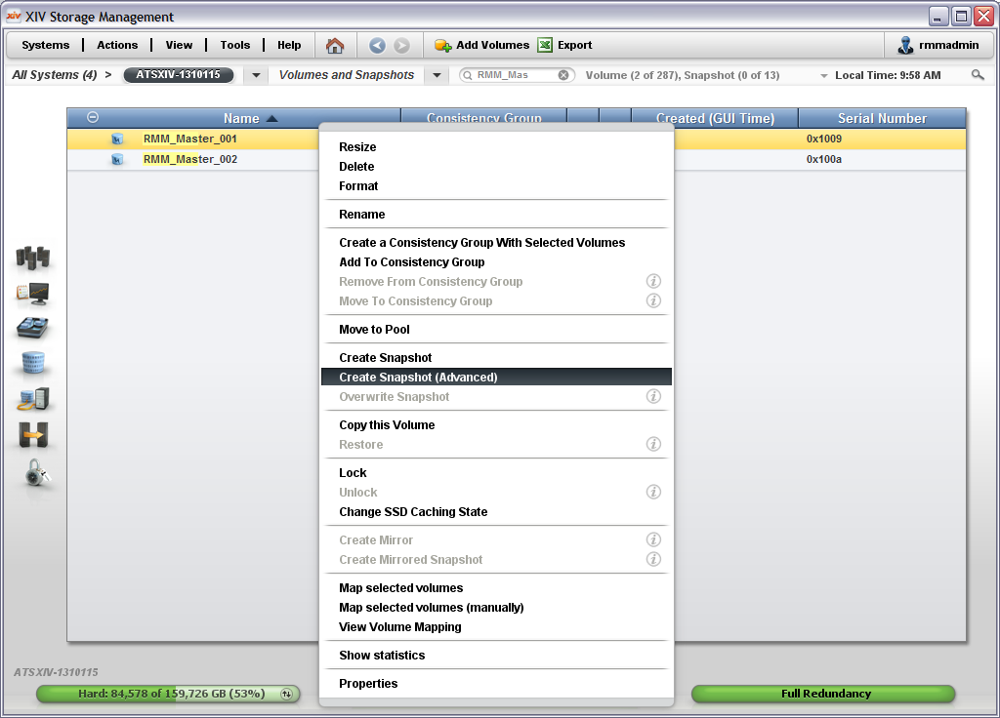 XIV XIV Storage Management
Systems Actions View Tools Help Add Volumes Export rmmadmin
All Systems (4) > ATSXIV-1310115 Volumes and Snapshots RMM_Mas Volume (2 of 287), Snapshot (0 of 13) Local Time: 9:58 AM
Name Consistency Group Created (GUI Time) Serial Number
RMM_Master_001 0x1009
RMM_Master_002 0x100a
Resize
Delete
Format
Rename
Create a Consistency Group With Selected Volumes
Add To Consistency Group
Remove From Consistency Group
Move To Consistency Group
Move to Pool
Create Snapshot
Create Snapshot (Advanced)
Overwrite Snapshot
Copy this Volume
Restore
Lock
Unlock
Change SSD Caching State
Create Mirror
Create Mirrored Snapshot
Map selected volumes
Map selected volumes (manually)
View Volume Mapping
Show statistics
Properties
ATSXIV-1310115
Hard: 84,578 of 159,726 GB (53%) Full Redundancy